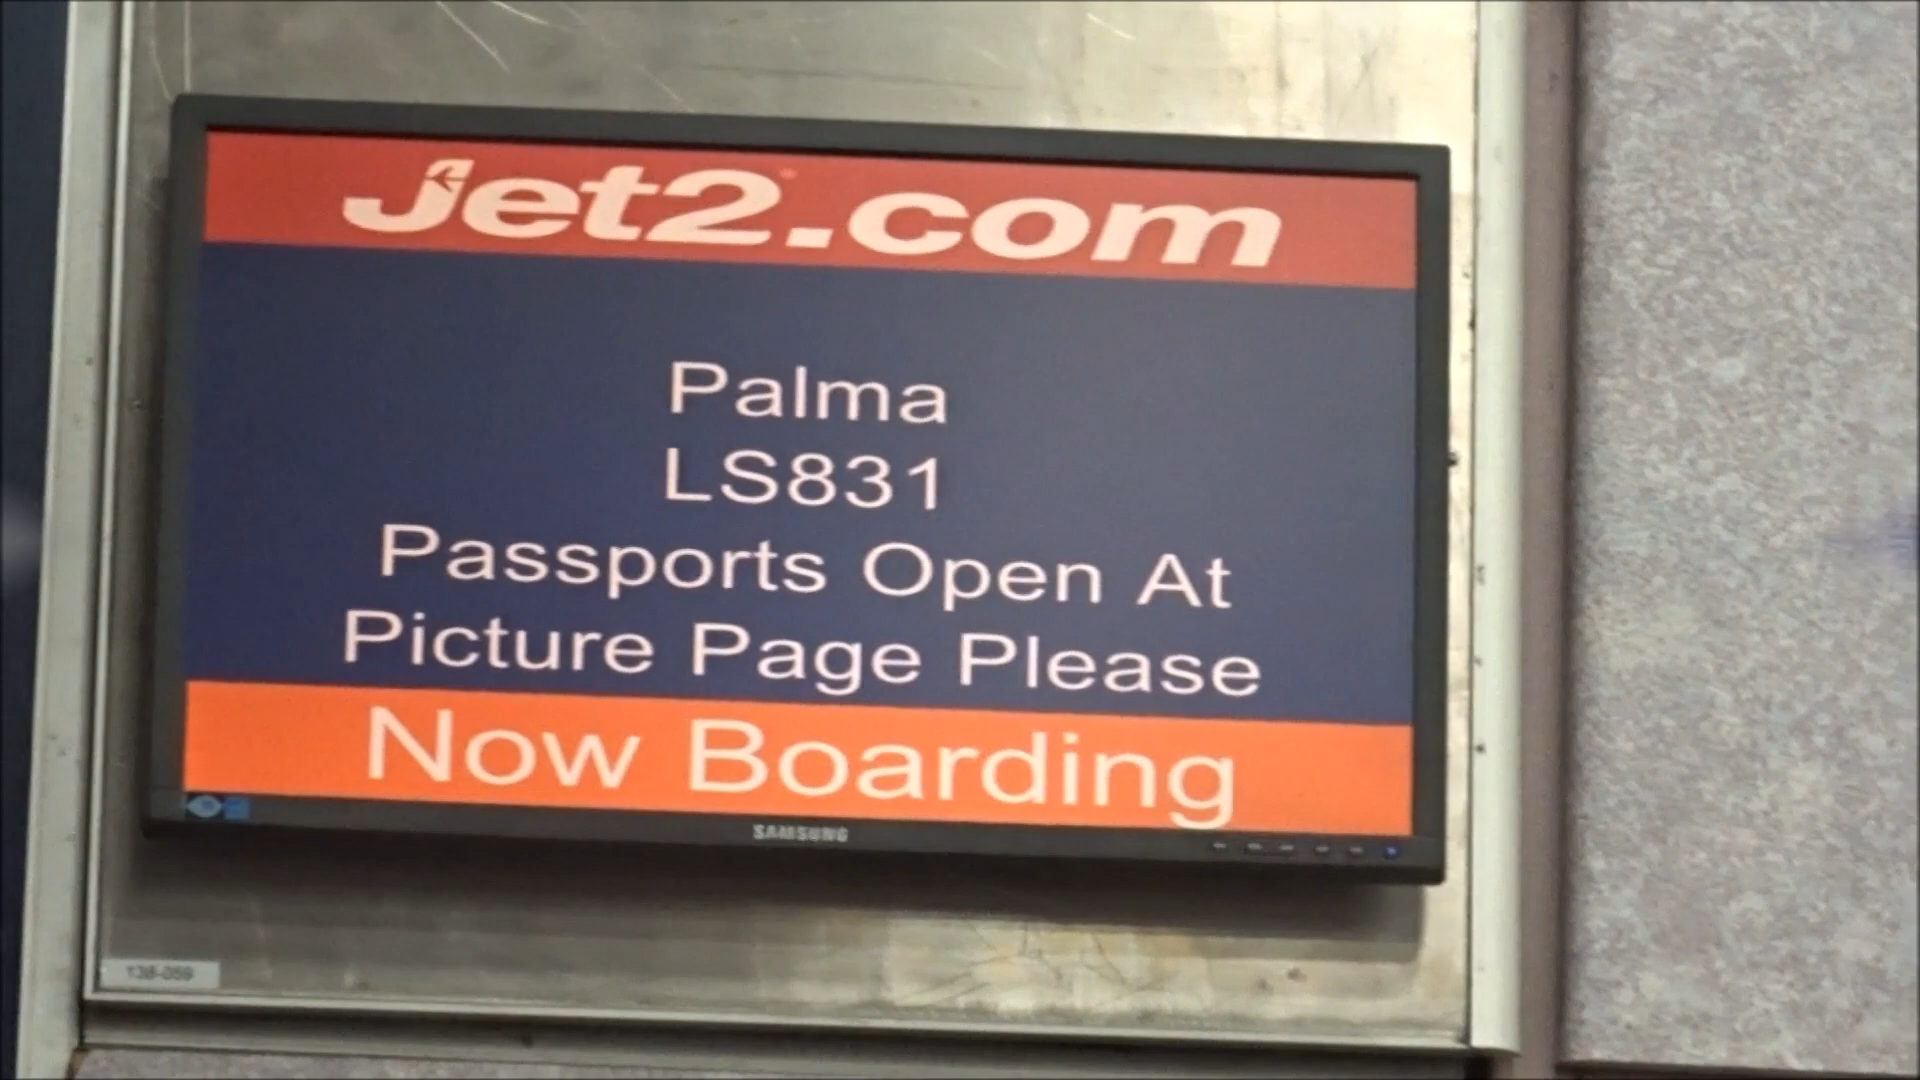 Jet2.com
Palma
LS831
Passports Open At
Picture Page Please
Now Boarding
SAMSUNG